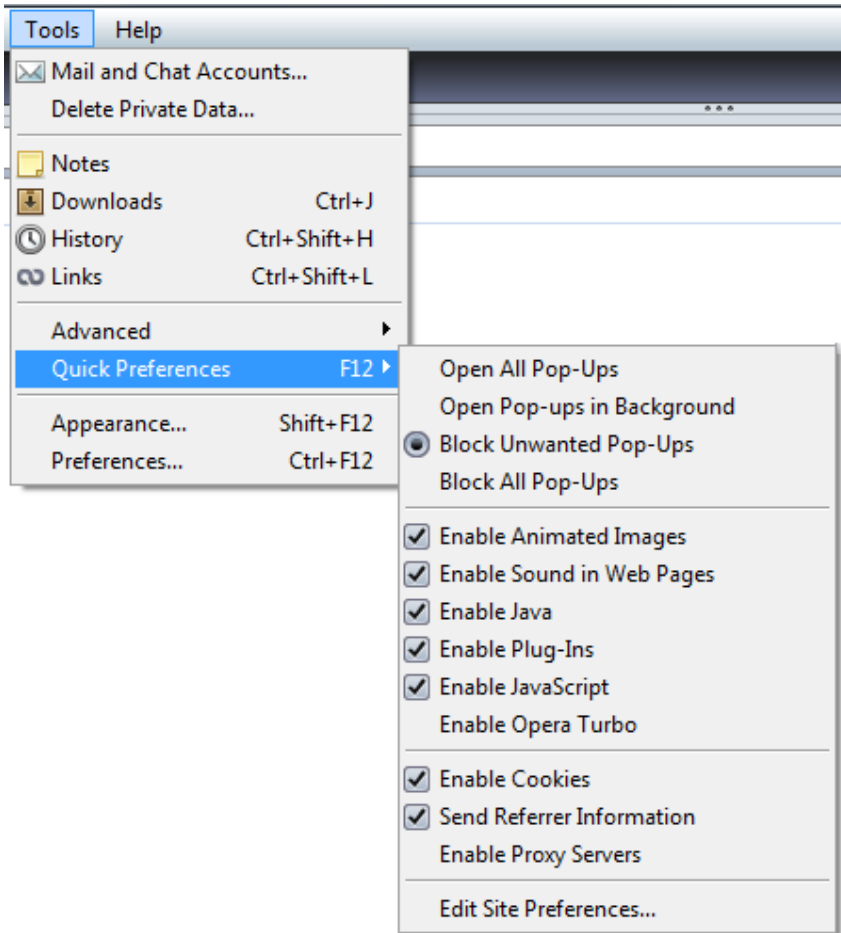 Tools Help
Mail and Chat Accounts...
Delete Private Data...
Notes
Downloads Ctrl+J
History Ctrl+Shift+H
Links Ctrl+Shift+L
Advanced
Quick Preferences F12
Appearance... Shift+F12
Preferences... Ctrl+F12
Open All Pop-Ups
Open Pop-ups in Background
Block Unwanted Pop-Ups
Block All Pop-Ups
Enable Animated Images
Enable Sound in Web Pages
Enable Java
Enable Plug-Ins
Enable JavaScript
Enable Opera Turbo
Enable Cookies
Send Referrer Information
Enable Proxy Servers
Edit Site Preferences...